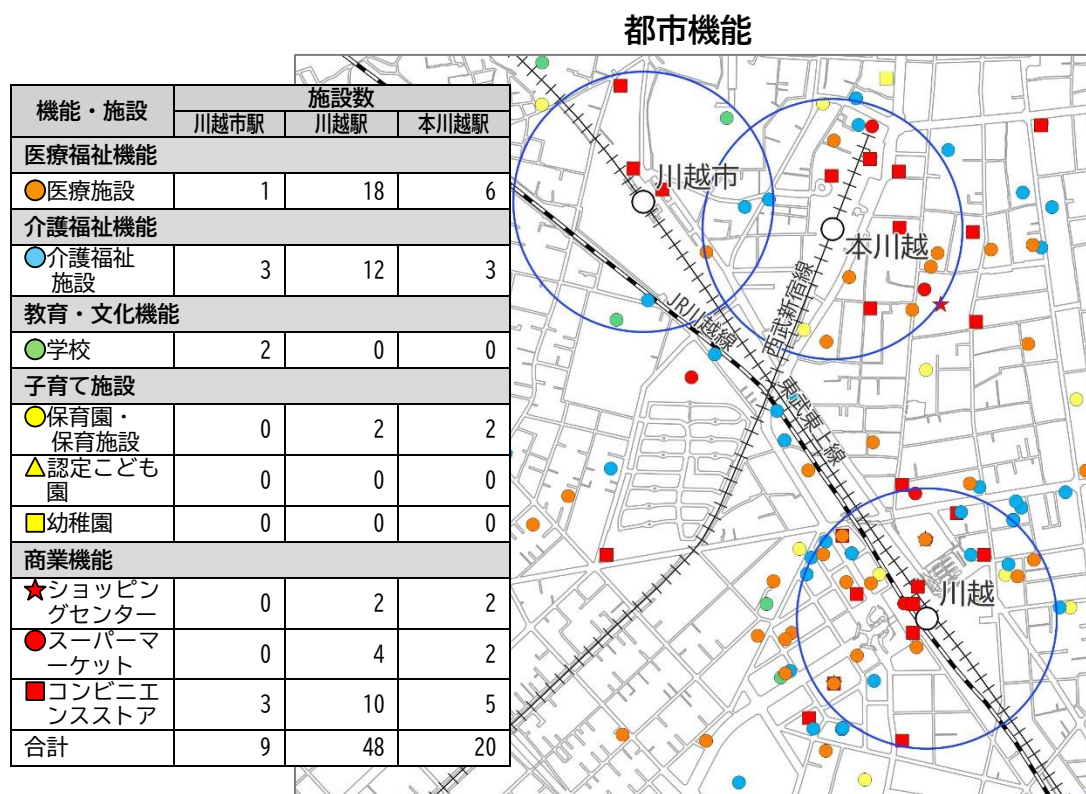 都市機能
機能・施設 施設数
川越市駅 川越駅 本川越駅
医療福祉機能
医療施設 1 18 6
介護福祉機能
介護福祉
施設 3 12 3
教育・文化機能
学校 2 0 0
子育て施設
保育園・
保育施設 0 2 2
認定こども
園 0 0 0
幼稚園 0 0 0
商業機能
ショッピン
グセンター 0 2 2
スーパーマ
ーケット 0 4 2
コンビニエ
ンスストア 3 10 5
合計 9 48 20
川越市
本川越
JR川越線
西武新宿線
東武東上線
川越